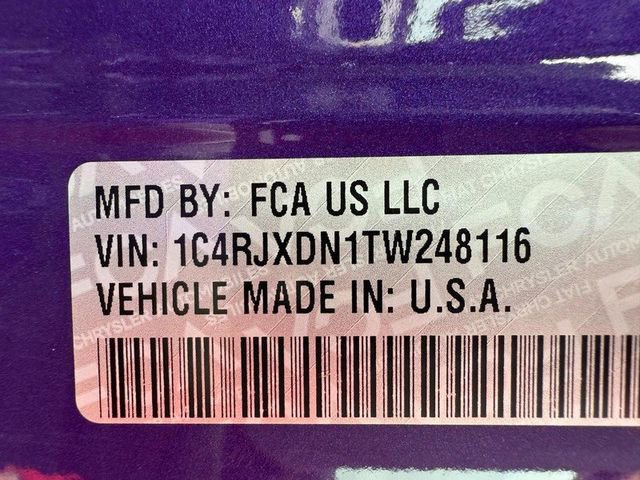 MFD BY: FCA US LLC
VIN: 1C4RJXDN1TW248116
VEHICLE MADE IN: U.S.A.